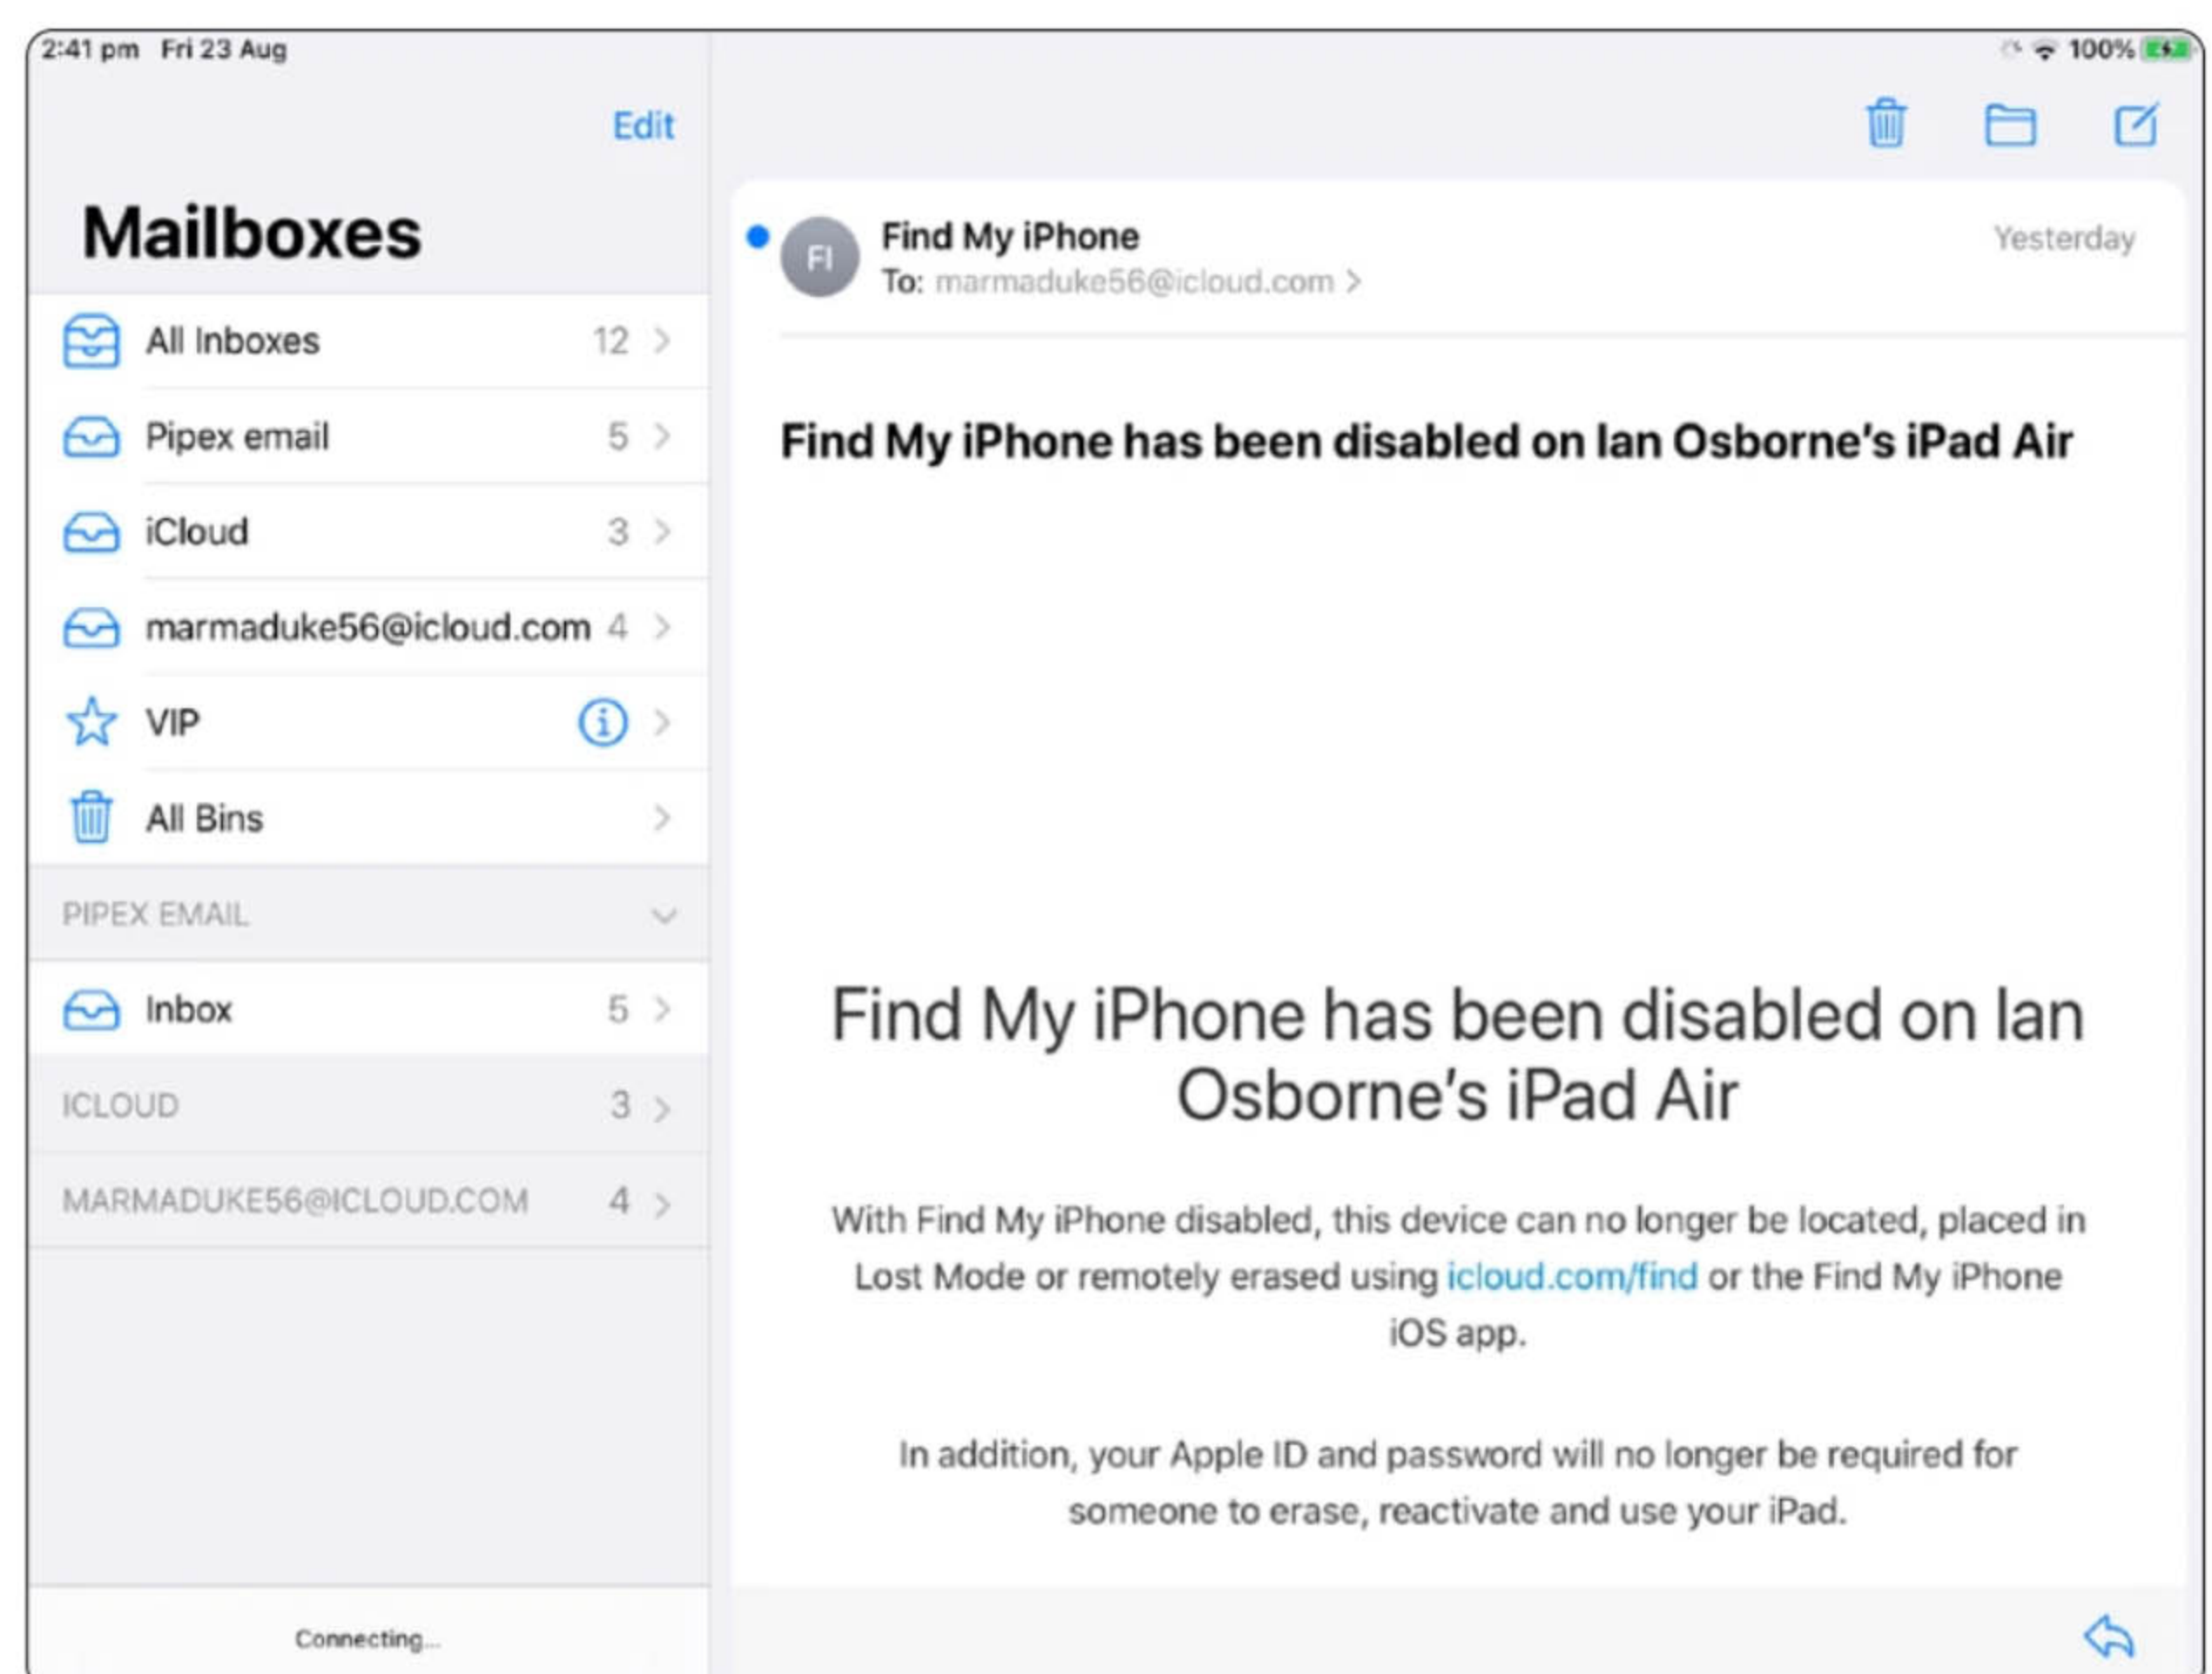 2:41 pm Fri 23 Aug
100%
Edit
Mailboxes
All Inboxes 12
Pipex email 5
iCloud 3
marmaduke56@icloud.com 4
VIP
All Bins
PIPEX EMAIL
Inbox 5
ICLOUD 3
MARMADUKE56@ICLOUD.COM 4
Connecting...
FI
Find My iPhone
Yesterday
To: marmaduke56@icloud.com
Find My iPhone has been disabled on Ian Osborne's iPad Air
Find My iPhone has been disabled on Ian
Osborne's iPad Air
With Find My iPhone disabled, this device can no longer be located, placed in
Lost Mode or remotely erased using icloud.com/find or the Find My iPhone
iOS app.
In addition, your Apple ID and password will no longer be required for
someone to erase, reactivate and use your iPad.